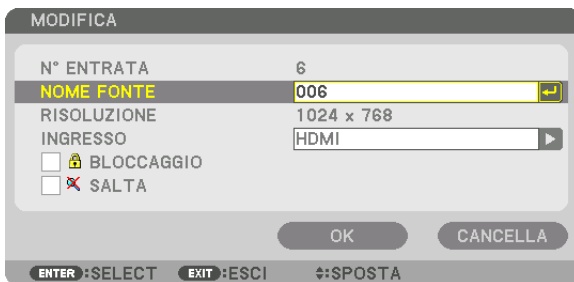 MODIFICA
N° ENTRATA 6
NOME FONTE 006
RISOLUZIONE 1024 x 768
INGRESSO HDMI
BLOCCAGGIO
SALTA
OK CANCELLA
ENTER :SELECT EXIT :ESCI :SPOSTA